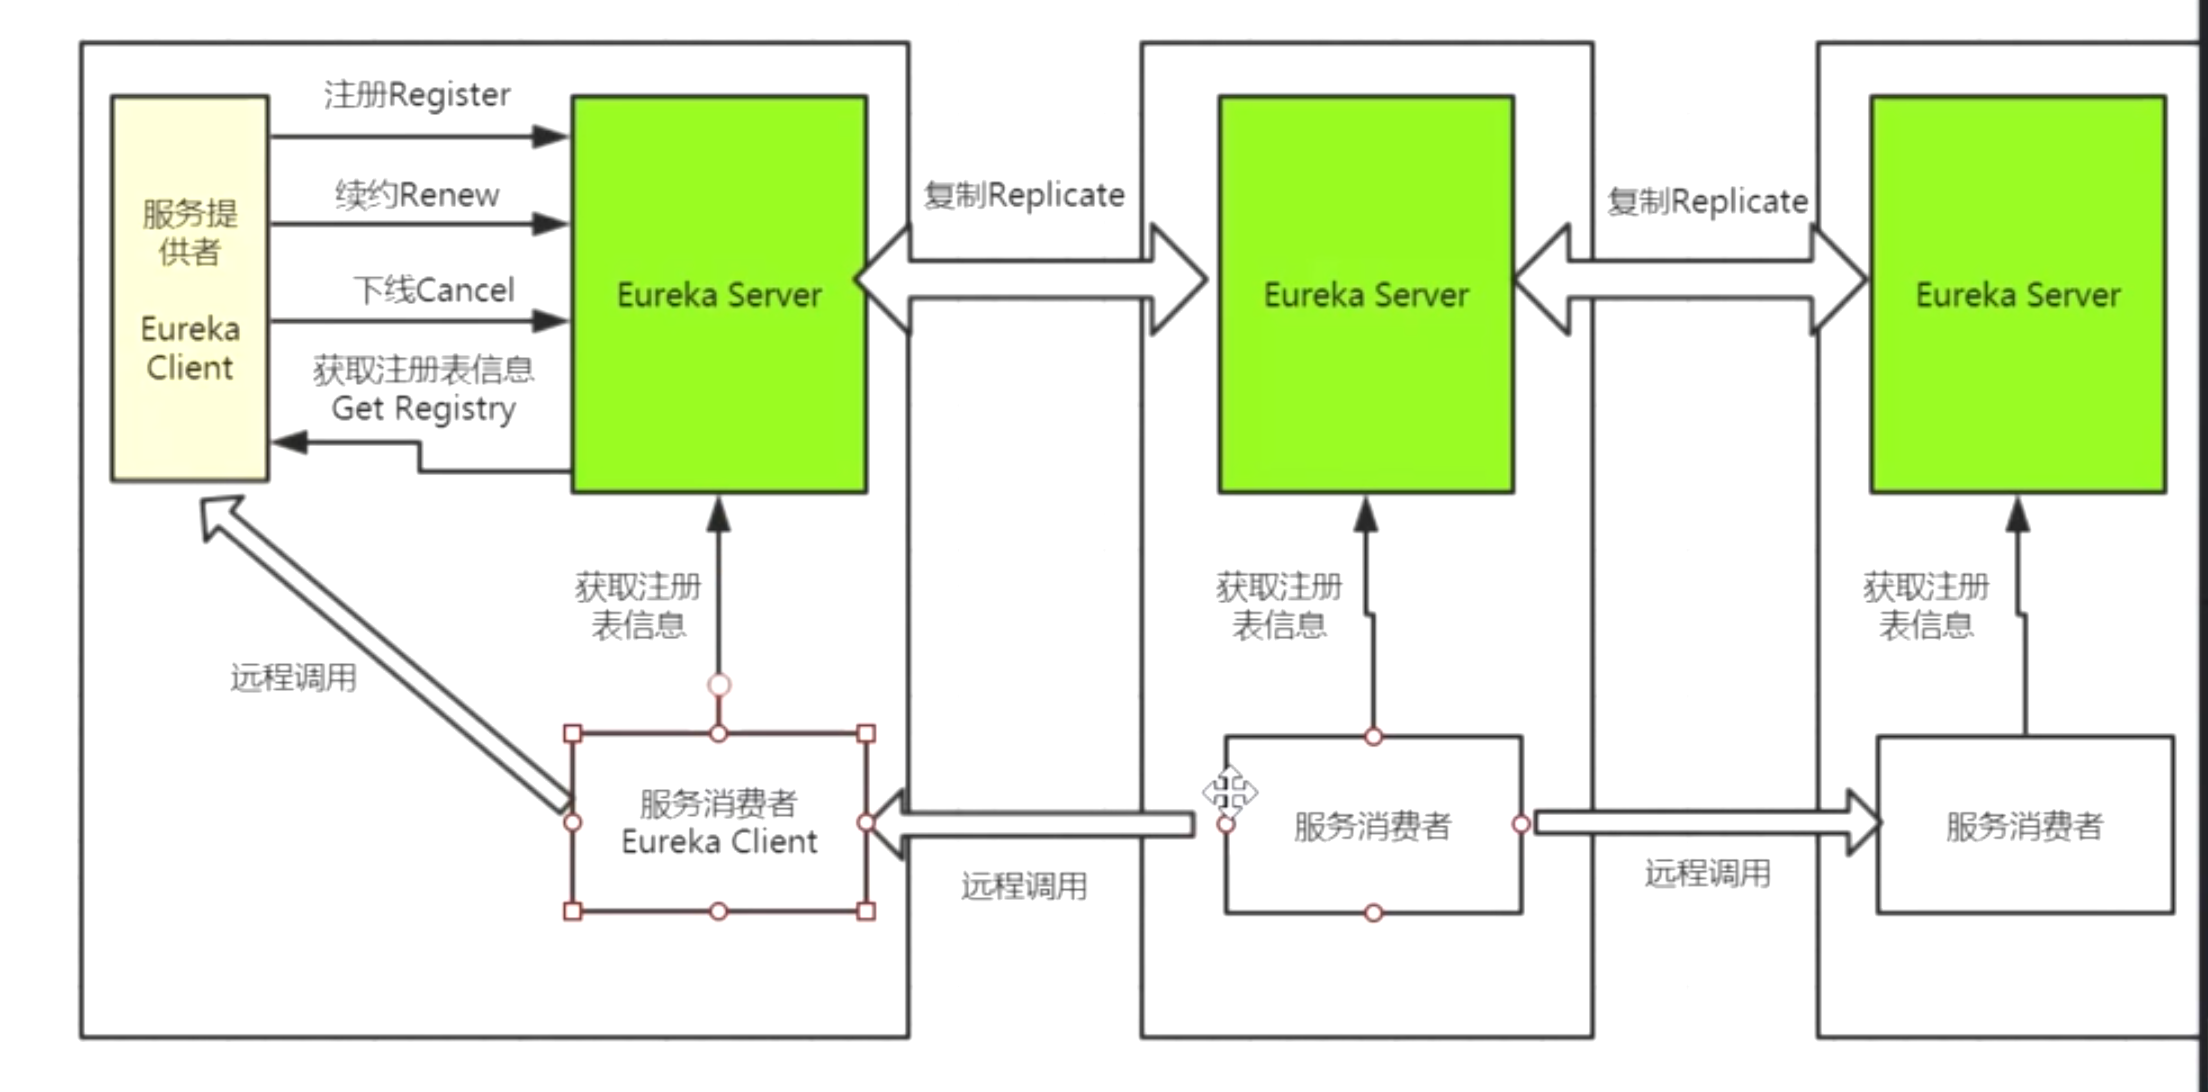 注册Register
续约Renew
下线Cancel
获取注册表信息
Get Registry
服务提
供者
Eureka
Client
Eureka Server
复制Replicate
Eureka Server
复制Replicate
Eureka Server
获取注册
表信息
获取注册
表信息
获取注册
表信息
远程调用
服务消费者
Eureka Client
远程调用
服务消费者
远程调用
服务消费者